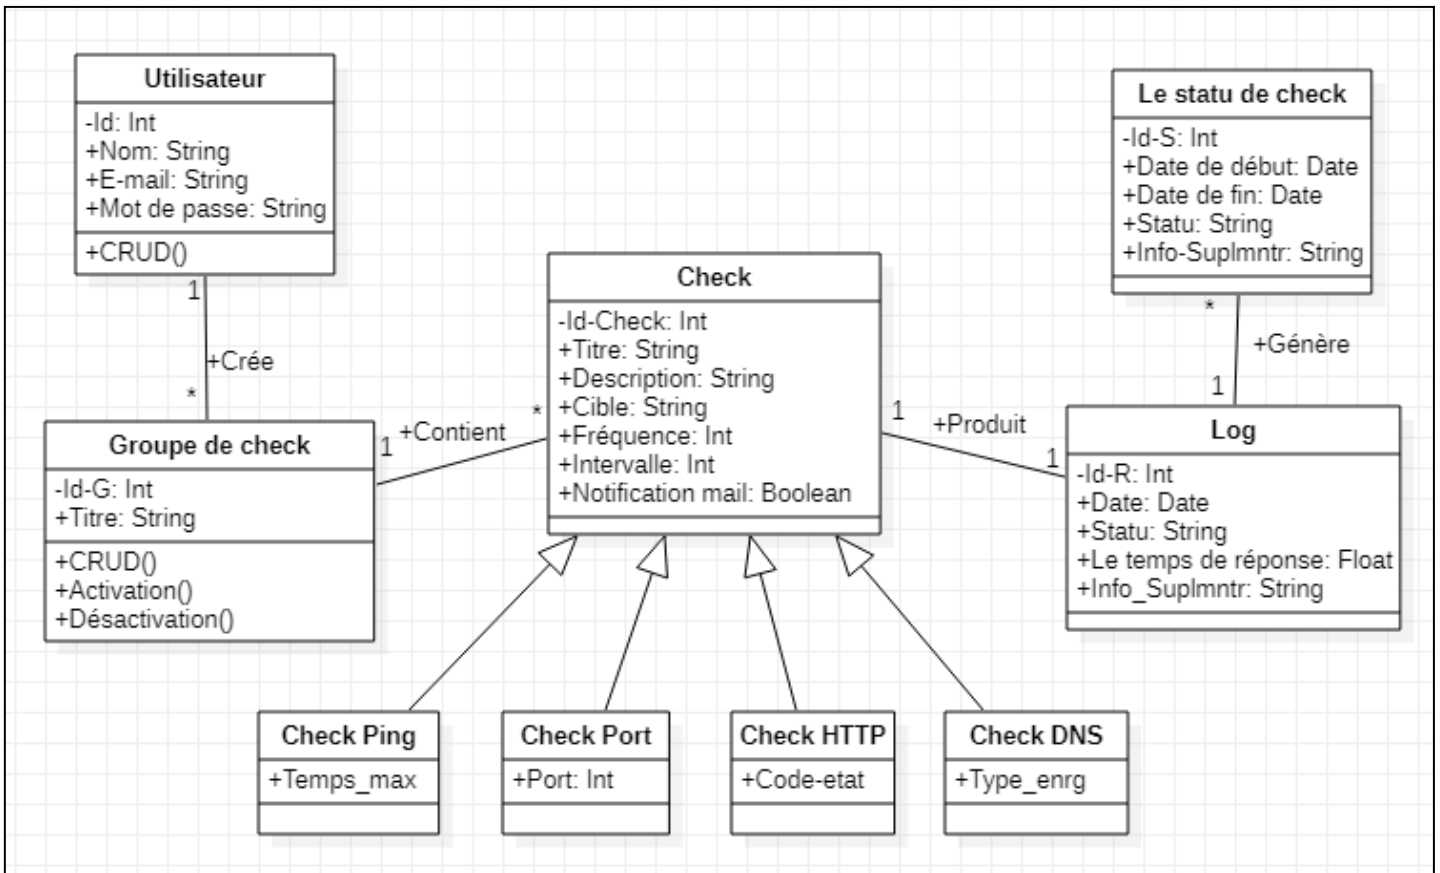 Utilisateur
-Id: Int
+Nom: String
+E-mail: String
+Mot de passe: String
+CRUD()
1
+Crée
*
Groupe de check
-Id-G: Int
+Titre: String
+CRUD()
+Activation()
+Désactivation()
1
+Contient
*
Check
-Id-Check: Int
+Titre: String
+Description: String
+Cible: String
+Fréquence: Int
+Intervalle: Int
+Notification mail: Boolean
1
+Produit
1
Le statu de check
-Id-S: Int
+Date de début: Date
+Date de fin: Date
+Statu: String
+Info-Suplmntr: String
*
+Génère
1
Log
-Id-R: Int
+Date: Date
+Statu: String
+Le temps de réponse: Float
+Info_Suplmntr: String
Check Ping
+Temps_max
Check Port
+Port: Int
Check HTTP
+Code-etat
Check DNS
+Type_enrg